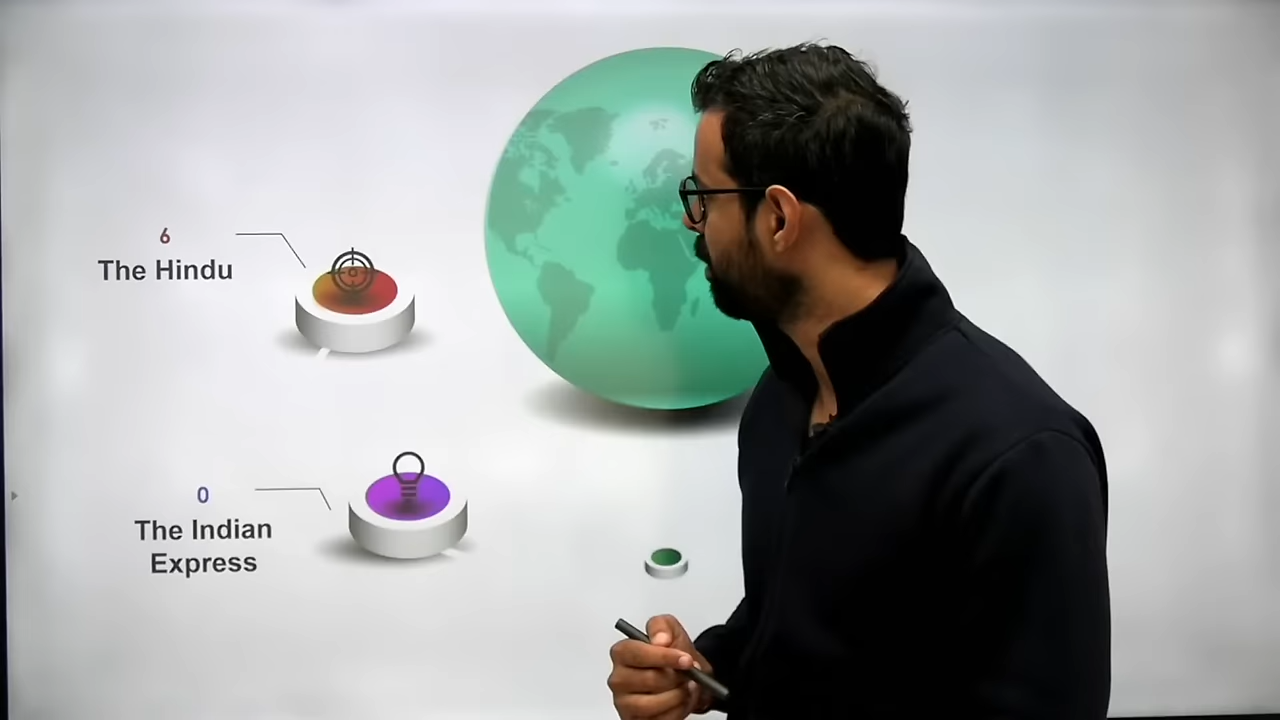 6
The Hindu
0
The Indian
Express